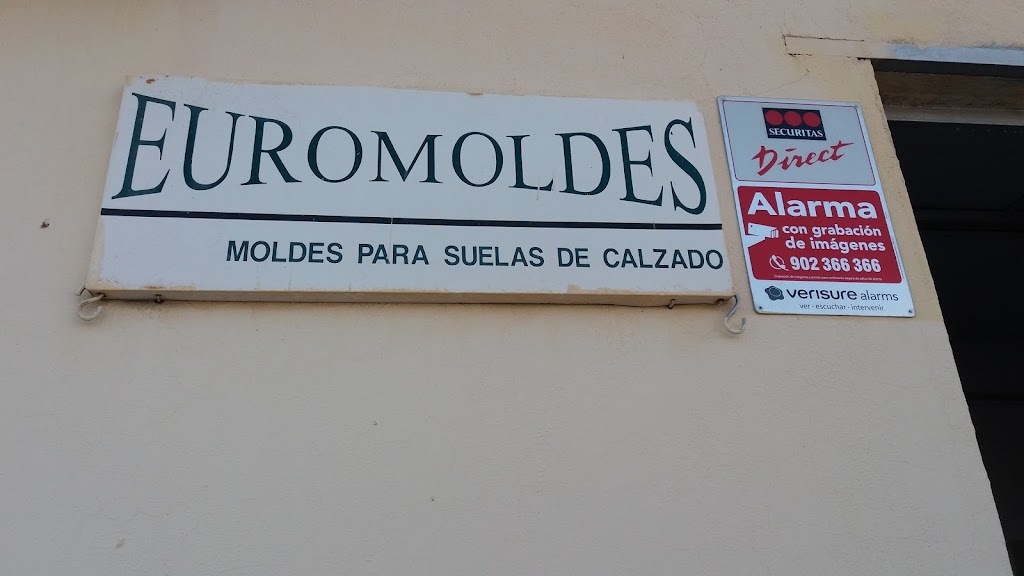 EUROMOLDES
MOLDES PARA SUELAS DE CALZADO
SECURITAS
Direct
Alarma
con grabación
de imágenes
902 366 366
verisure alarms
ver - escuchar - intervenir